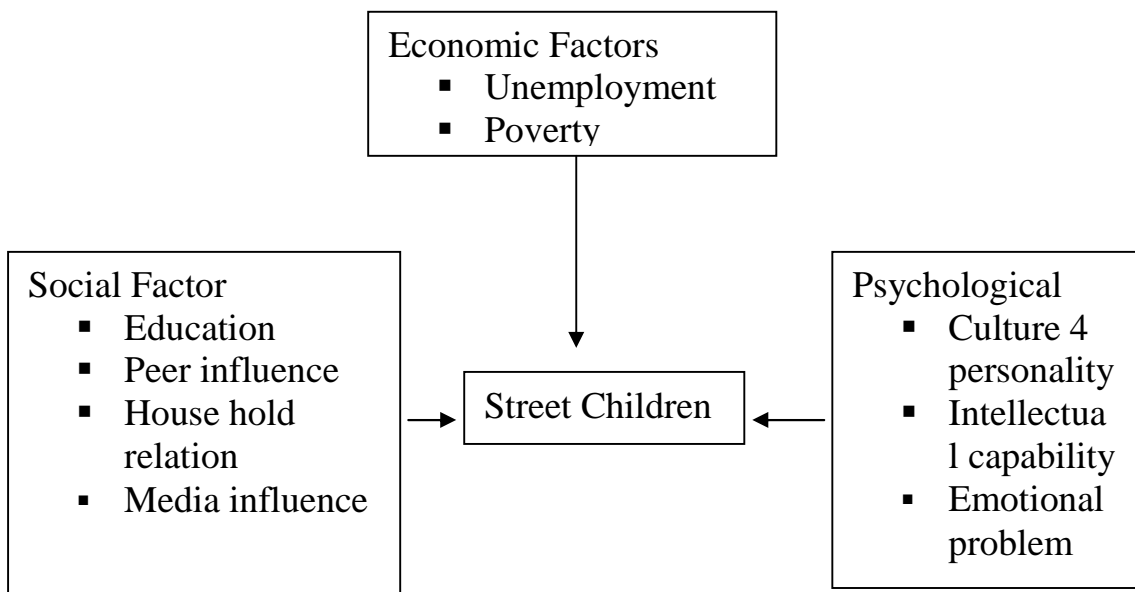 Economic Factors
▪ Unemployment
▪ Poverty
Social Factor
▪ Education
▪ Peer influence
▪ House hold
relation
▪ Media influence
Street Children
Psychological
▪ Culture 4
personality
▪ Intellectua
l capability
▪ Emotional
problem